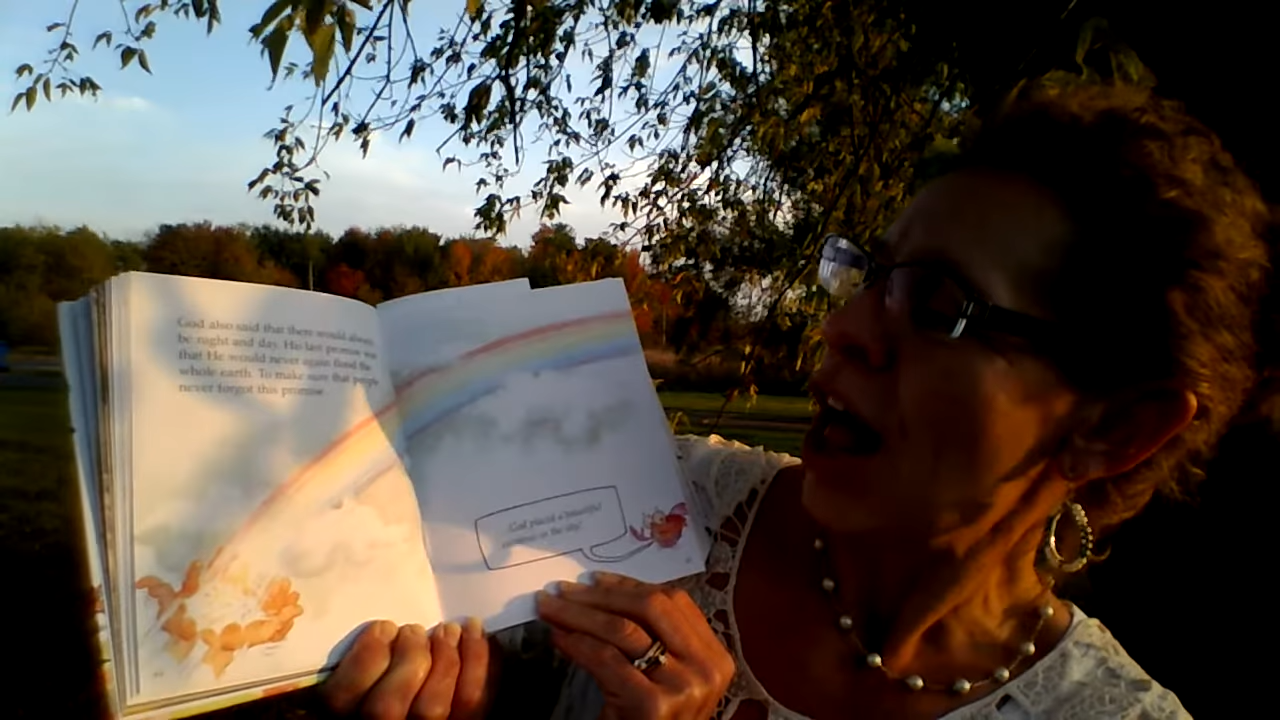 God also said that there would always
be night and day. His last promise was
that He would never again flood the
whole earth. To make sure that people
never forgot this promise
God placed a beautiful
rainbow in the sky!